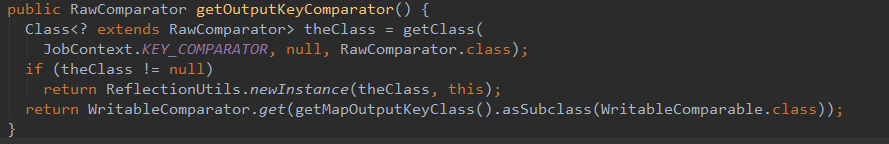 public RawComparator getOutputKeyComparator() {
  Class<? extends RawComparator> theClass = getClass(
    JobContext.KEY_COMPARATOR, null, RawComparator.class);
  if (theClass != null)
    return ReflectionUtils.newInstance(theClass, this);
  return WritableComparator.get(getMapOutputKeyClass().asSubclass(WritableComparable.class));
}